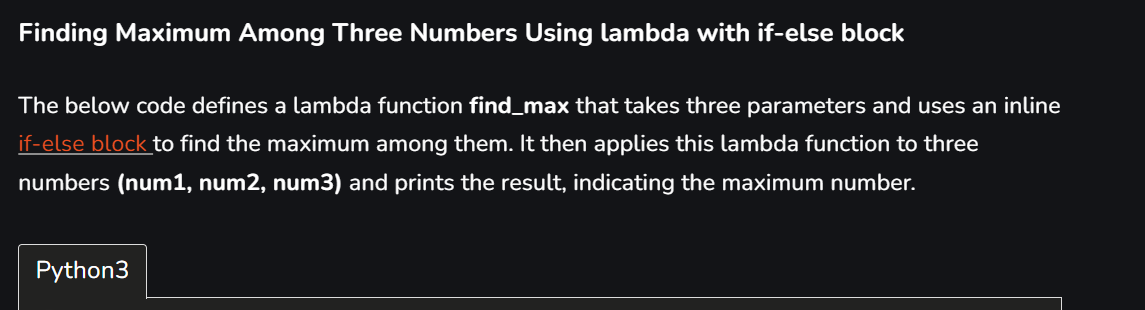 Finding Maximum Among Three Numbers Using lambda with if-else block
The below code defines a lambda function find_max that takes three parameters and uses an inline
if-else block to find the maximum among them. It then applies this lambda function to three
numbers (num1, num2, num3) and prints the result, indicating the maximum number.
Python3